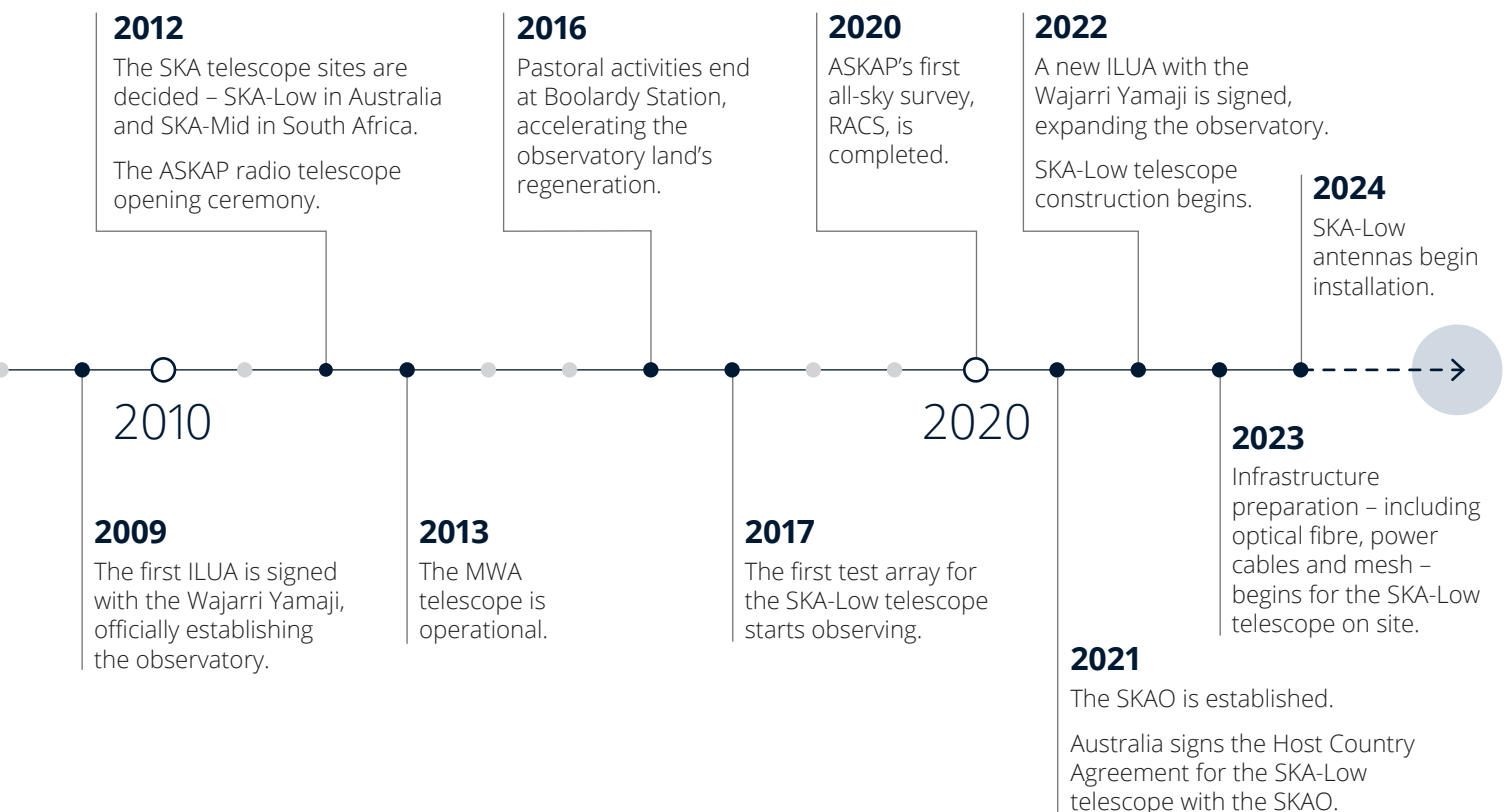 2012
The SKA telescope sites are
decided – SKA-Low in Australia
and SKA-Mid in South Africa.
The ASKAP radio telescope
opening ceremony.
2016
Pastoral activities end
at Boolardy Station,
accelerating the
observatory land's
regeneration.
2020
ASKAP's first
all-sky survey,
RACS, is
completed.
2022
A new ILUA with the
Wajarri Yamaji is signed,
expanding the observatory.
SKA-Low telescope
construction begins.
2024
SKA-Low
antennas begin
installation.
2010
2020
2009
The first ILUA is signed
with the Wajarri Yamaji,
officially establishing
the observatory.
2013
The MWA
telescope is
operational.
2017
The first test array for
the SKA-Low telescope
starts observing.
2023
Infrastructure
preparation – including
optical fibre, power
cables and mesh –
begins for the SKA-Low
telescope on site.
2021
The SKAO is established.
Australia signs the Host Country
Agreement for the SKA-Low
telescope with the SKAO.